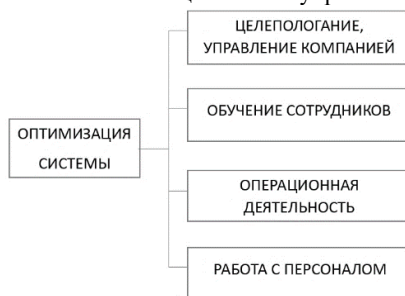 ЦЕЛЕПОЛОГАНИЕ,
УПРАВЛЕНИЕ КОМПАНИЕЙ
ОБУЧЕНИЕ СОТРУДНИКОВ
ОПТИМИЗАЦИЯ
СИСТЕМЫ
ОПЕРАЦИОННАЯ
ДЕЯТЕЛЬНОСТЬ
РАБОТА С ПЕРСОНАЛОМ